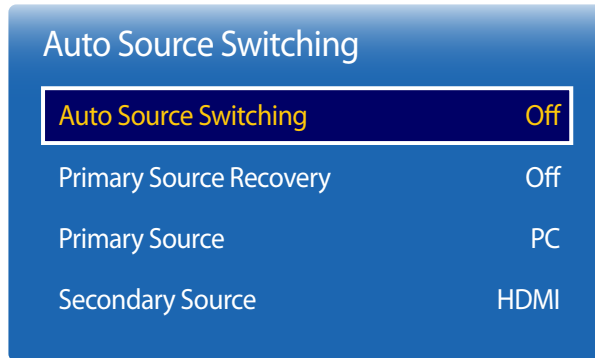 Auto Source Switching
Auto Source Switching Off
Primary Source Recovery Off
Primary Source PC
Secondary Source HDMI